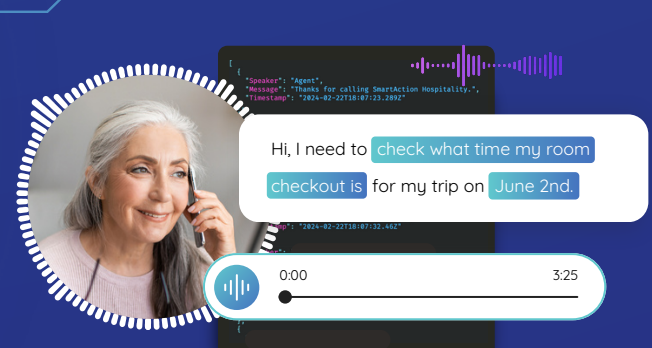 [
{
"Speaker": "Agent",
"Message": "Thanks for calling SmartAction Hospitality.",
"Timestamp": "2024-02-22T18:07:23.289Z"
Hi, I need to check what time my room
checkout is for my trip on June 2nd.
"2024-02-22T18:07:32.46Z"
0:00
3:25
{